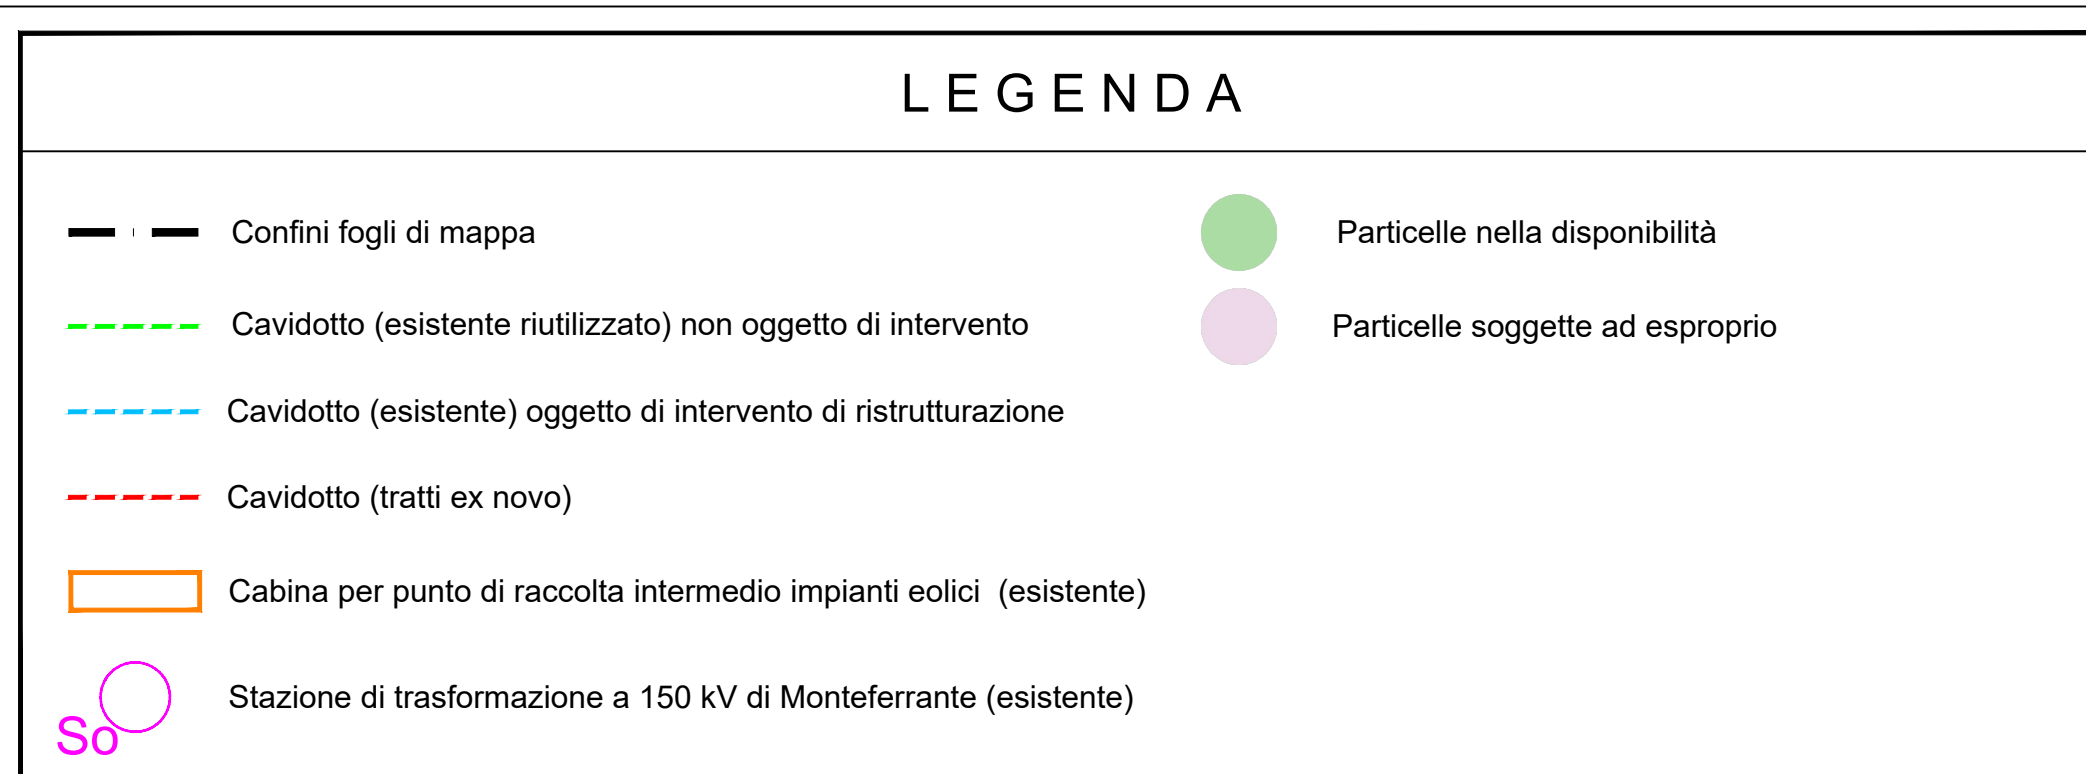 LEGENDA
Confini fogli di mappa
Cavidotto (esistente riutilizzato) non oggetto di intervento
Cavidotto (esistente) oggetto di intervento di ristrutturazione
Cavidotto (tratti ex novo)
Cabina per punto di raccolta intermedio impianti eolici (esistente)
Stazione di trasformazione a 150 kV di Monteferrante (esistente)
So
Particelle nella disponibilità
Particelle soggette ad esproprio